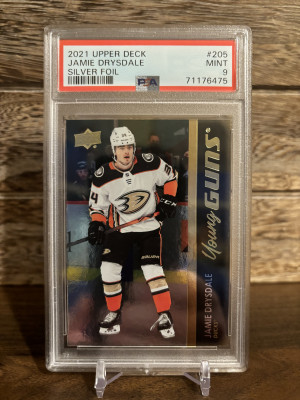 2021 UPPER DECK #205
JAMIE DRYSDALE MINT
SILVER FOIL PSA 9
71176475
Young GUNS
JAMIE DRYSDALE